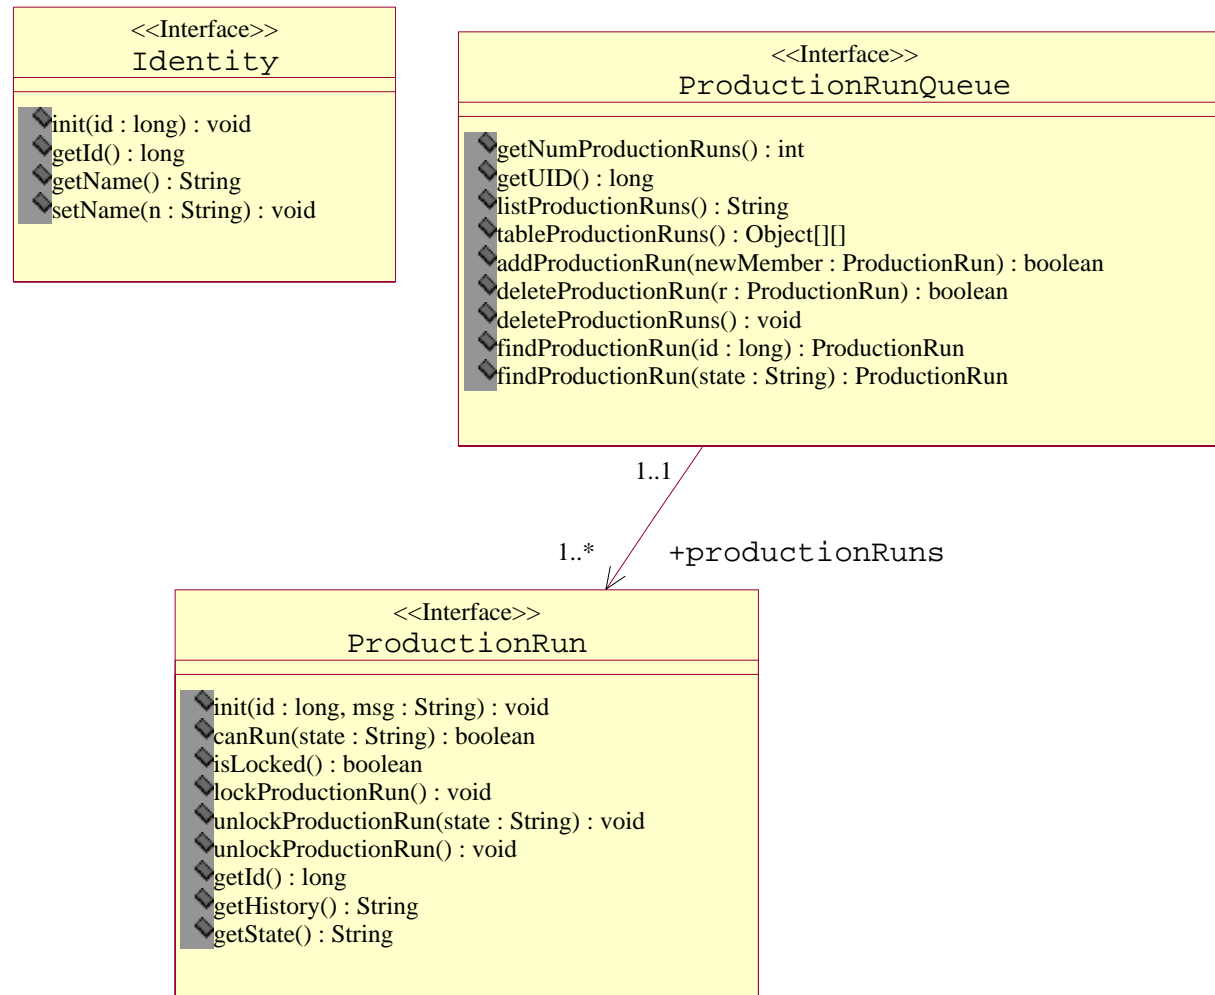 <<Interface>>
Identity
init(id : long) : void
getId() : long
getName() : String
setName(n : String) : void
<<Interface>>
ProductionRunQueue
getNumProductionRuns() : int
getUID() : long
listProductionRuns() : String
tableProductionRuns() : Object[][]
addProductionRun(newMember : ProductionRun) : boolean
deleteProductionRun(r : ProductionRun) : boolean
deleteProductionRuns() : void
findProductionRun(id : long) : ProductionRun
findProductionRun(state : String) : ProductionRun
1..1
1..*
+productionRuns
<<Interface>>
ProductionRun
init(id : long, msg : String) : void
canRun(state : String) : boolean
isLocked() : boolean
lockProductionRun() : void
unlockProductionRun(state : String) : void
unlockProductionRun() : void
getId() : long
getHistory() : String
getState() : String